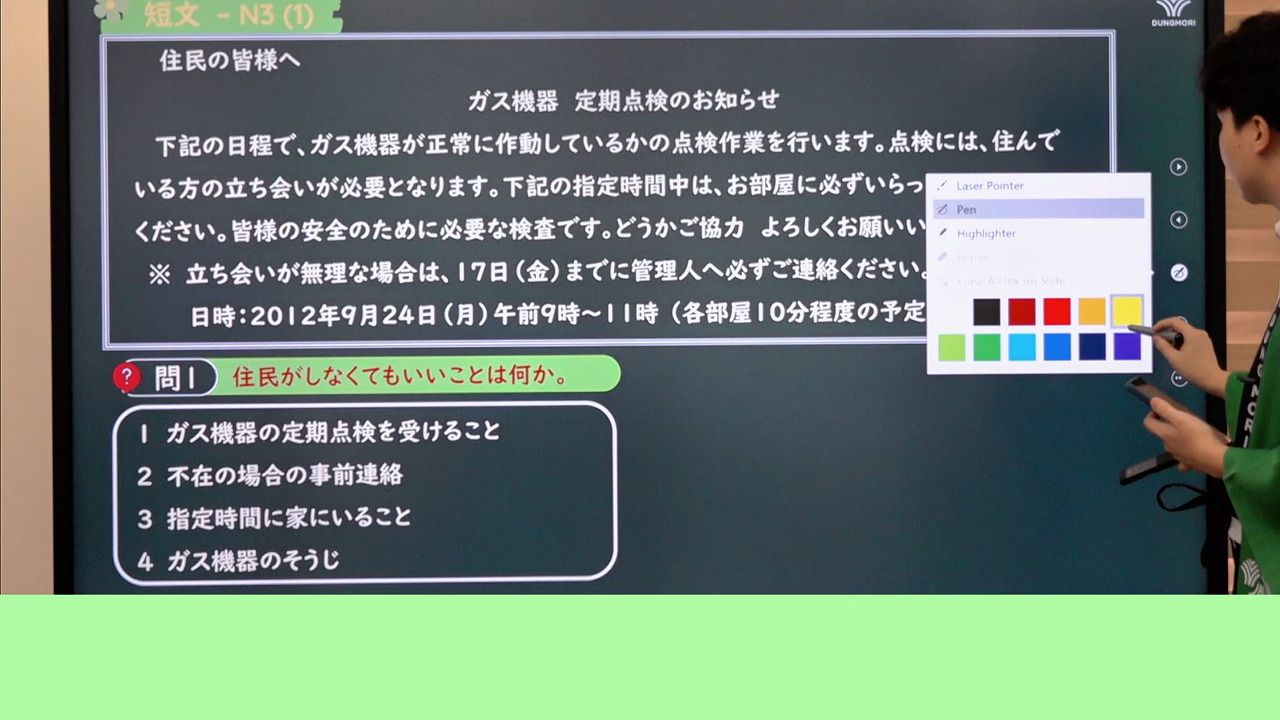 短文 - N3 (1)
DUNGMORI
住民の皆様へ
ガス機器 定期点検のお知らせ
下記の日程で、ガス機器が正常に作動しているかの点検作業を行います。点検には、住んで
いる方の立ち会いが必要となります。下記の指定時間中は、お部屋に必ずいらっ
ください。皆様の安全のために必要な検査です。どうかご協力 よろしくお願いい
※ 立ち会いが無理な場合は、17日(金)までに管理人へ必ずご連絡ください。
日時:2012年9月24日(月)午前9時~11時 (各部屋10分程度の予定
Laser Pointer
Pen
Highlighter
Eraser
Erase All Ink on Slide
? 問1 住民がしなくてもいいことは何か。
1 ガス機器の定期点検を受けること
2 不在の場合の事前連絡
3 指定時間に家にいること
4 ガス機器のそうじ